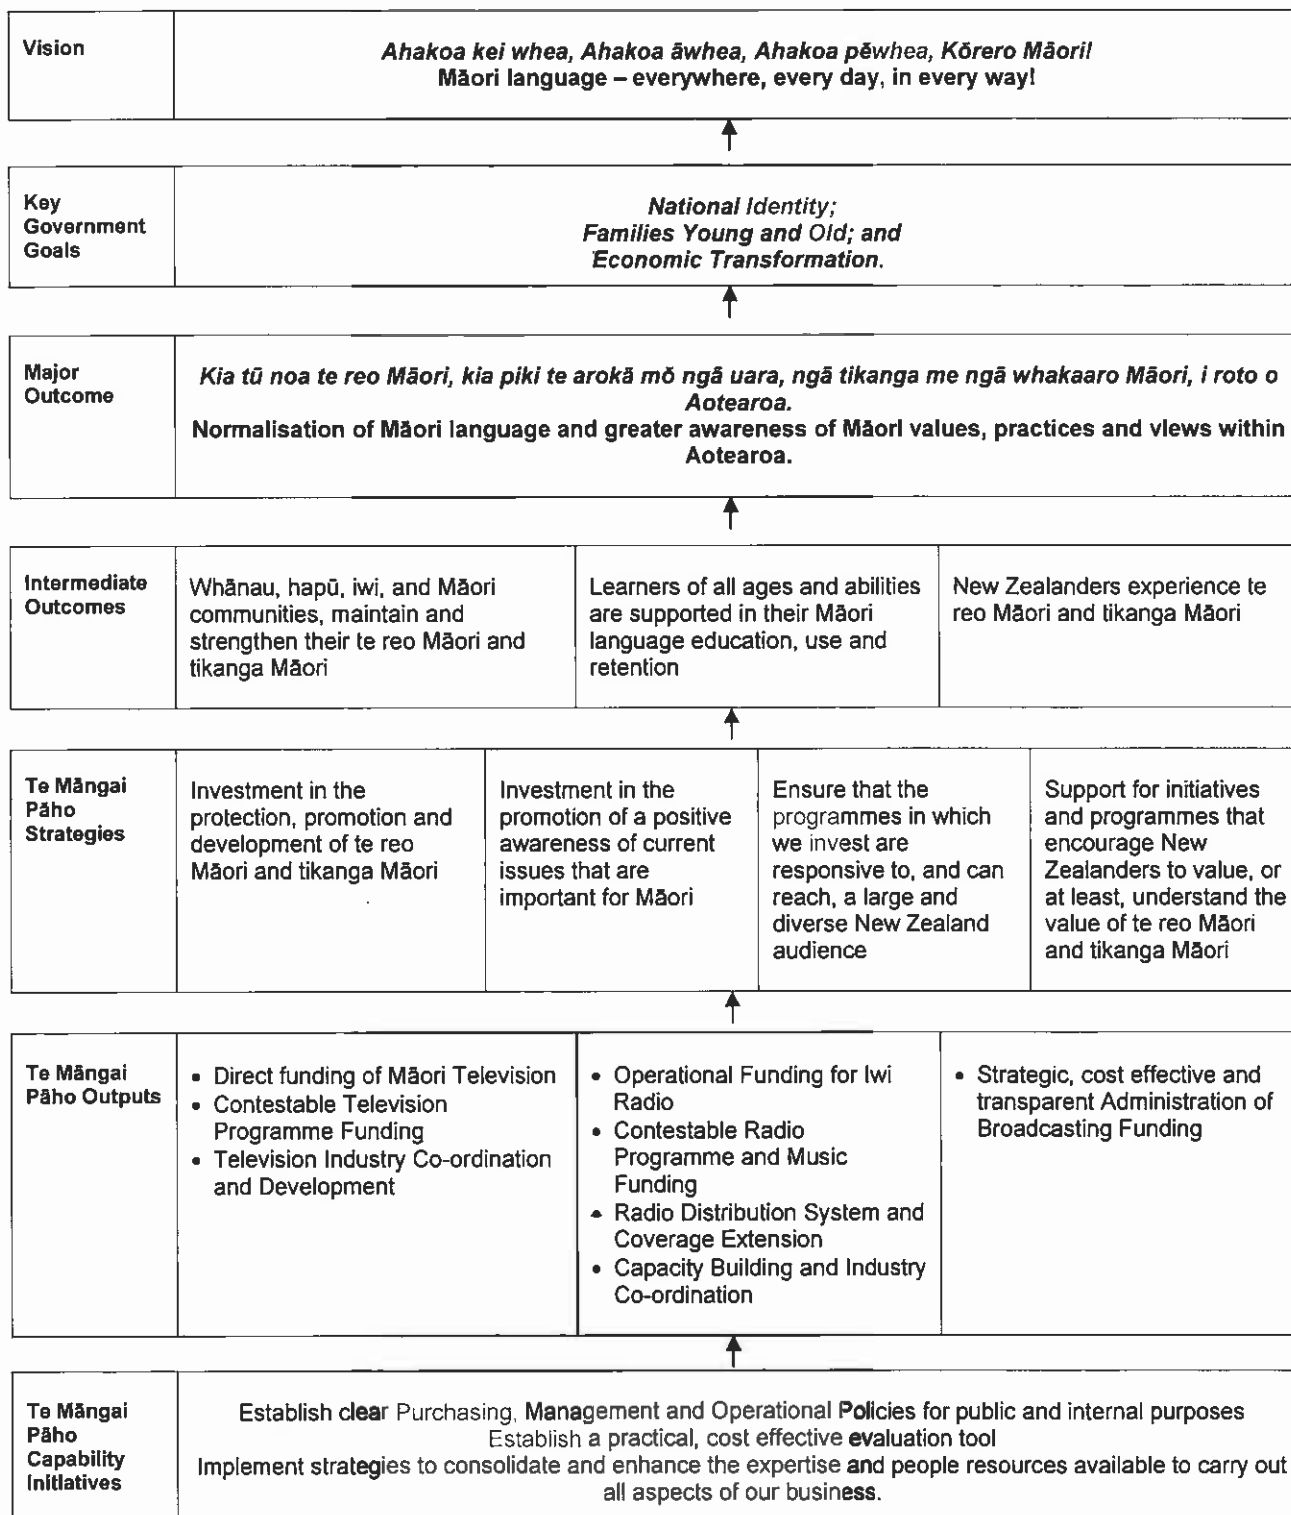 Vision
Ahakoa kei whea, Ahakoa āwhea, Ahakoa pēwhea, Kōrero Māori!
Māori language – everywhere, every day, in every way!
Key
Government
Goals
National Identity;
Families Young and Old; and
Economic Transformation.
Major
Outcome
Kia tū noa te reo Māori, kia piki te arokā mō ngā uara, ngā tikanga me ngā whakaaro Māori, i roto o
Aotearoa.
Normalisation of Māori language and greater awareness of Māori values, practices and views within
Aotearoa.
Intermediate
Outcomes
Whānau, hapū, iwi, and Māori
communities, maintain and
strengthen their te reo Māori and
tikanga Māori
Learners of all ages and abilities
are supported in their Māori
language education, use and
retention
New Zealanders experience te
reo Māori and tikanga Māori
Te Māngai
Pāho
Strategies
Investment in the
protection, promotion and
development of te reo
Māori and tikanga Māori
Investment in the
promotion of a positive
awareness of current
issues that are
important for Māori
Ensure that the
programmes in which
we invest are
responsive to, and can
reach, a large and
diverse New Zealand
audience
Support for initiatives
and programmes that
encourage New
Zealanders to value, or
at least, understand the
value of te reo Māori
and tikanga Māori
Te Māngai
Pāho Outputs
• Direct funding of Māori Television
• Contestable Television
Programme Funding
• Television Industry Co-ordination
and Development
• Operational Funding for Iwi
Radio
• Contestable Radio
Programme and Music
Funding
• Radio Distribution System and
Coverage Extension
• Capacity Building and Industry
Co-ordination
• Strategic, cost effective and
transparent Administration of
Broadcasting Funding
Te Māngai
Pāho
Capability
Initiatives
Establish clear Purchasing, Management and Operational Policies for public and internal purposes
Establish a practical, cost effective evaluation tool
Implement strategies to consolidate and enhance the expertise and people resources available to carry out
all aspects of our business.